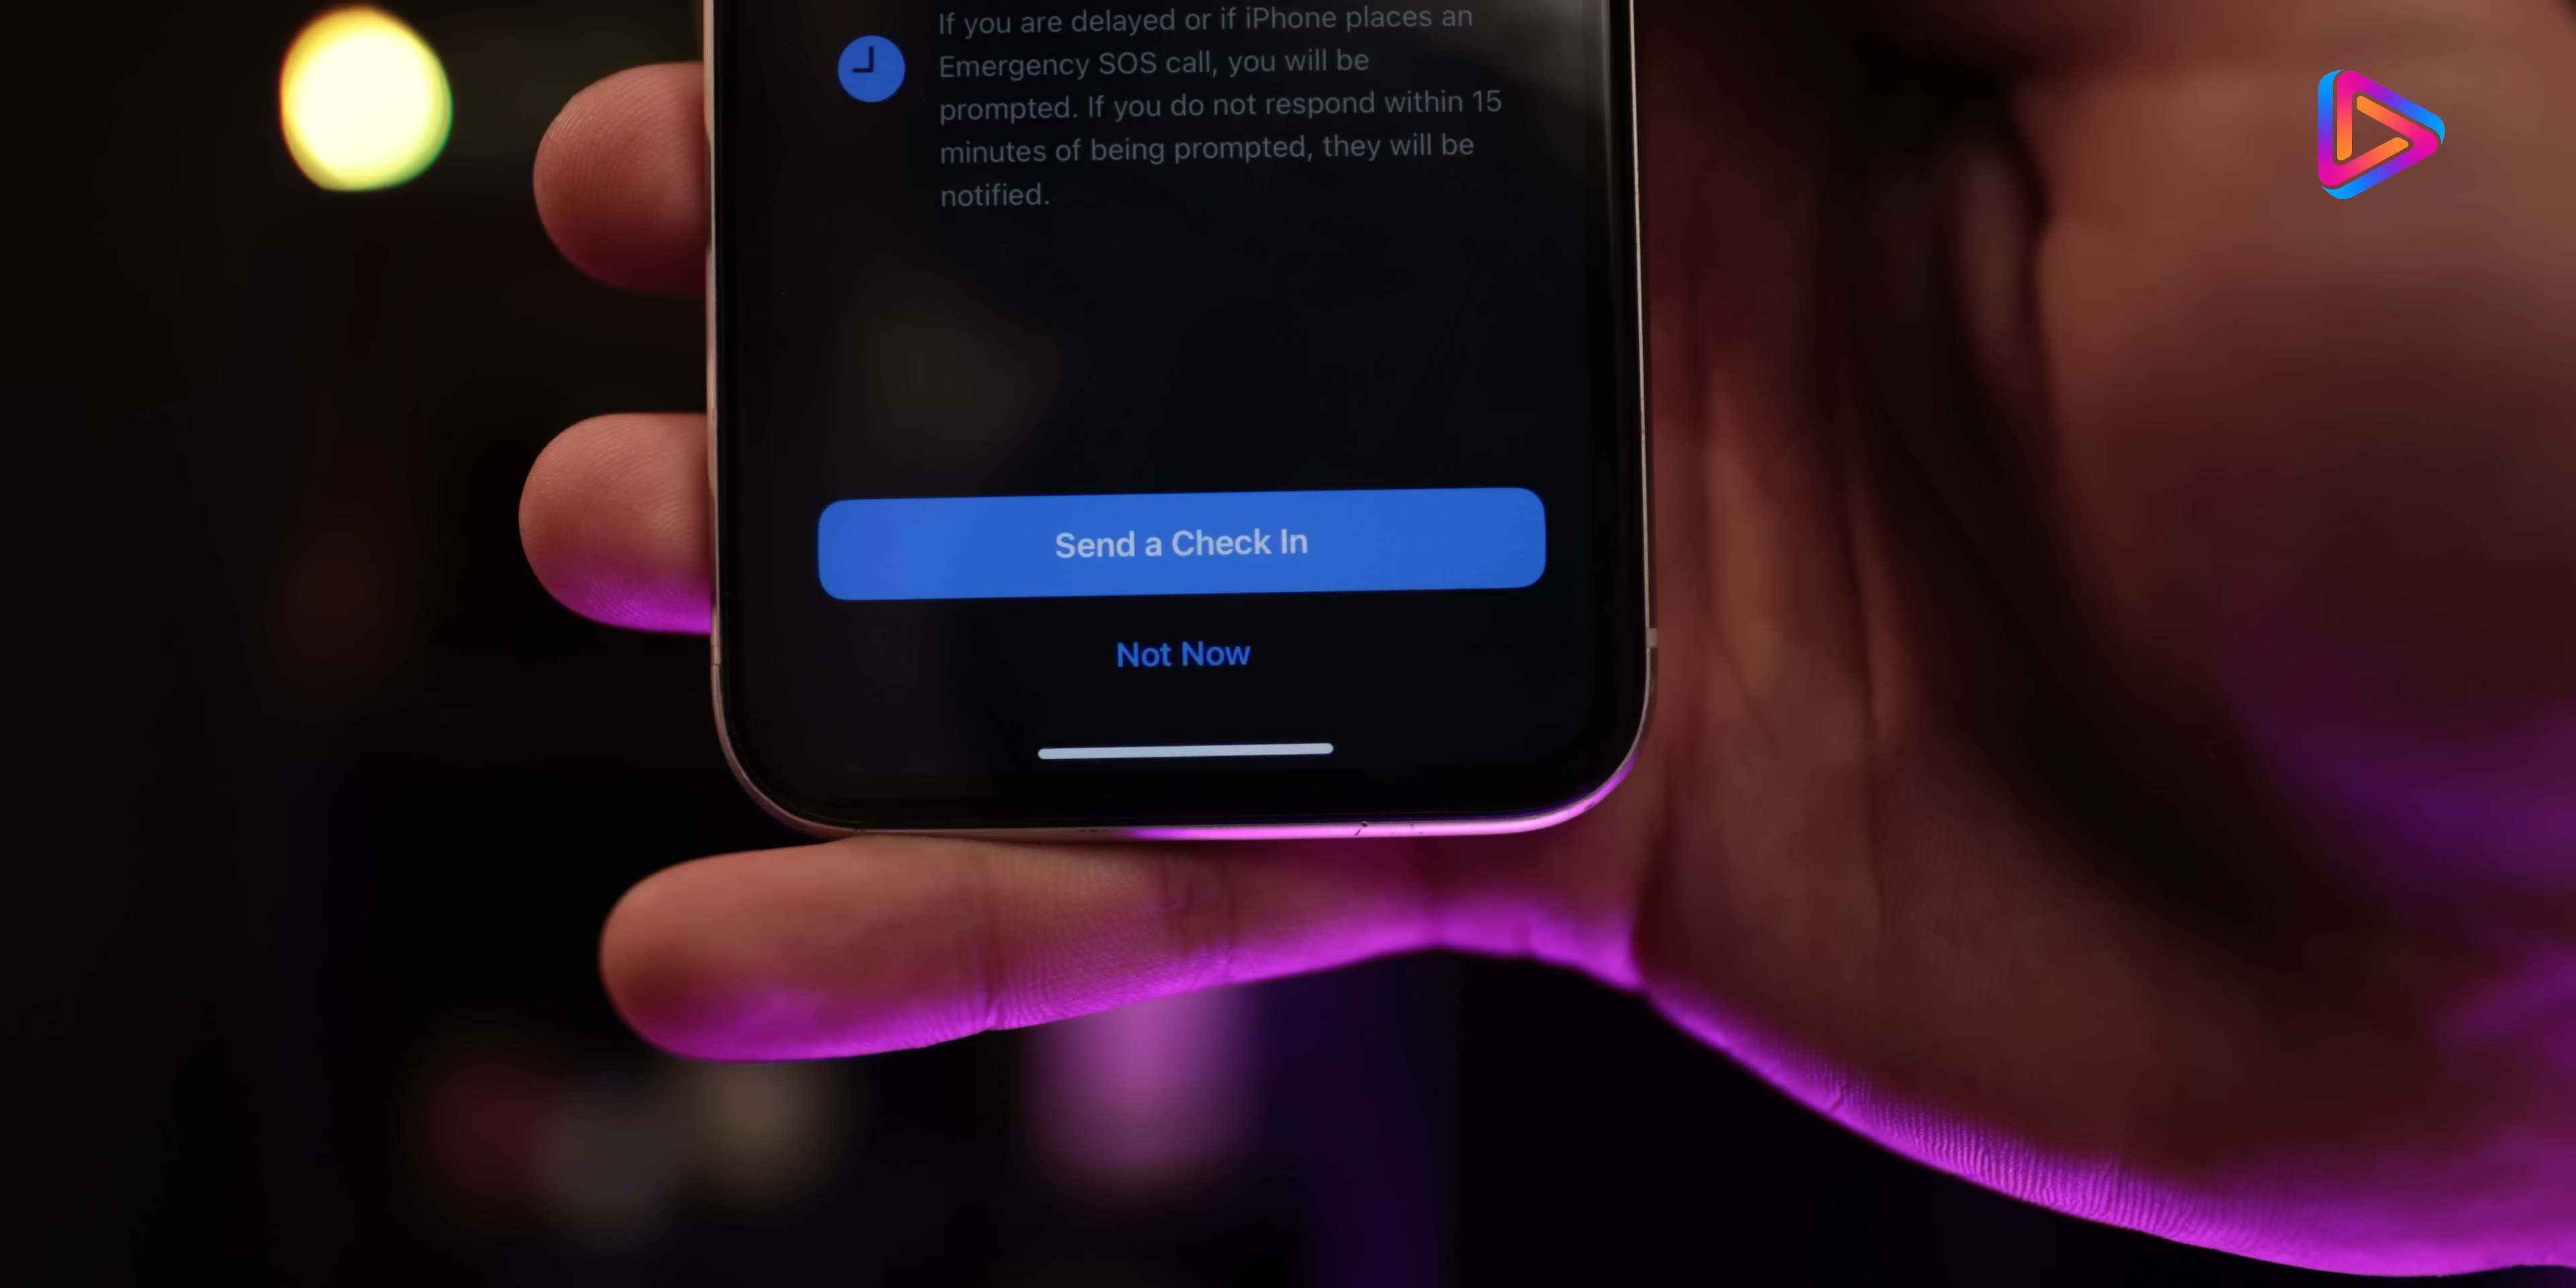 If you are delayed or if iPhone places an
Emergency SOS call, you will be
prompted. If you do not respond within 15
minutes of being prompted, they will be
notified.
Send a Check In
Not Now